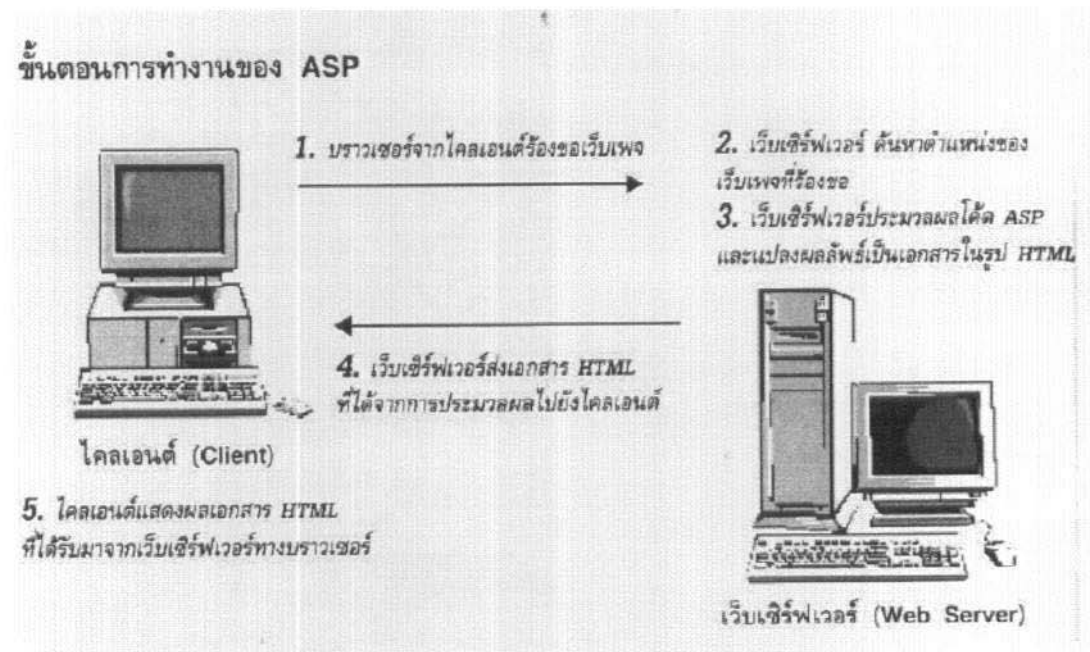 ขั้นตอนการทำงานของ ASP
1. บราวเซอร์จากไคลเอนต์ร้องขอเว็บเพจ
2. เว็บเซิร์ฟเวอร์ ค้นหาตำแหน่งของ
เว็บเพจที่ร้องขอ
3. เว็บเซิร์ฟเวอร์ประมวลผลโค้ด ASP
และแปลงผลลัพธ์เป็นเอกสารในรูป HTML
4. เว็บเซิร์ฟเวอร์ส่งเอกสาร HTML
ที่ได้จากการประมวลผลไปยังไคลเอนต์
ไคลเอนต์ (Client)
5. ไคลเอนต์แสดงผลเอกสาร HTML
ที่ได้รับมาจากเว็บเซิร์ฟเวอร์ทางบราวเซอร์
เว็บเซิร์ฟเวอร์ (Web Server)